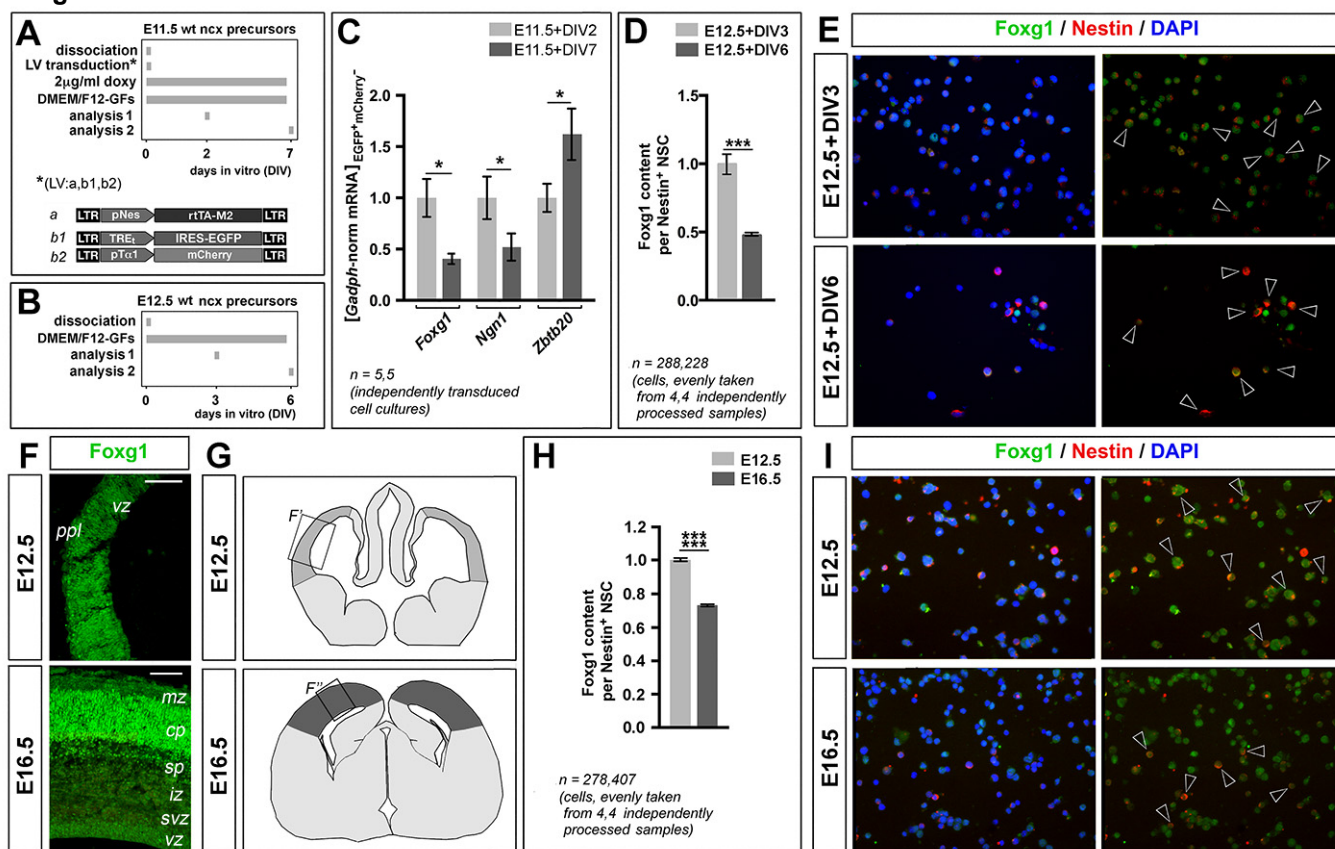 A
E11.5 wt ncx precursors
dissociation
LV transduction*
2µg/ml doxy
DMEM/F12-GFs
analysis 1
analysis 2
0 2 7
days in vitro (DIV)
*(LV:a,b1,b2)
a LTR pNes rtTA-M2 LTR
b1 LTR TREt IRES-EGFP LTR
b2 LTR pTα1 mCherry LTR
B
E12.5 wt ncx precursors
dissociation
DMEM/F12-GFs
analysis 1
analysis 2
0 3 6
days in vitro (DIV)
C
E11.5+DIV2
E11.5+DIV7
[Gadph-norm mRNA]EGFP+mCherry-
2.0
1.5
1.0
0.5
0.0
* * *
Foxg1 Ngn1 Zbtb20
n = 5,5
(independently transduced
cell cultures)
D
E12.5+DIV3
E12.5+DIV6
Foxg1 content
per Nestin+ NSC
1.5
1.0
0.5
0.0
***
n = 288,228
(cells, evenly taken
from 4,4 independently
processed samples)
E
Foxg1 / Nestin / DAPI
E12.5+DIV3
E12.5+DIV6
F
Foxg1
E12.5
ppl
vz
E16.5
mz
cp
sp
iz
svz
vz
G
E12.5
F'
E16.5
F''
H
E12.5
E16.5
Foxg1 content
per Nestin+ NSC
1.2
1.0
0.8
0.6
0.4
0.2
0.0
***
***
n = 278,407
(cells, evenly taken
from 4,4 independently
processed samples)
I
Foxg1 / Nestin / DAPI
E12.5
E16.5